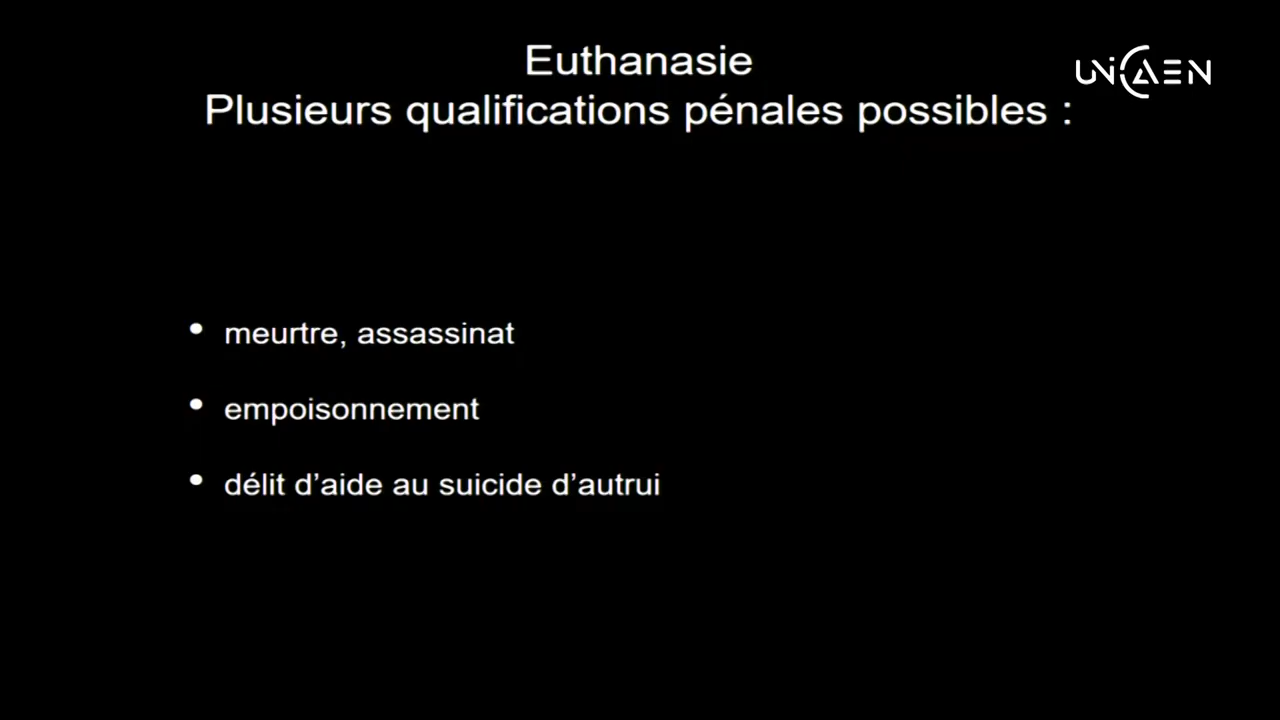 Euthanasie
UNICAEN
Plusieurs qualifications pénales possibles :
• meurtre, assassinat
• empoisonnement
• délit d’aide au suicide d’autrui